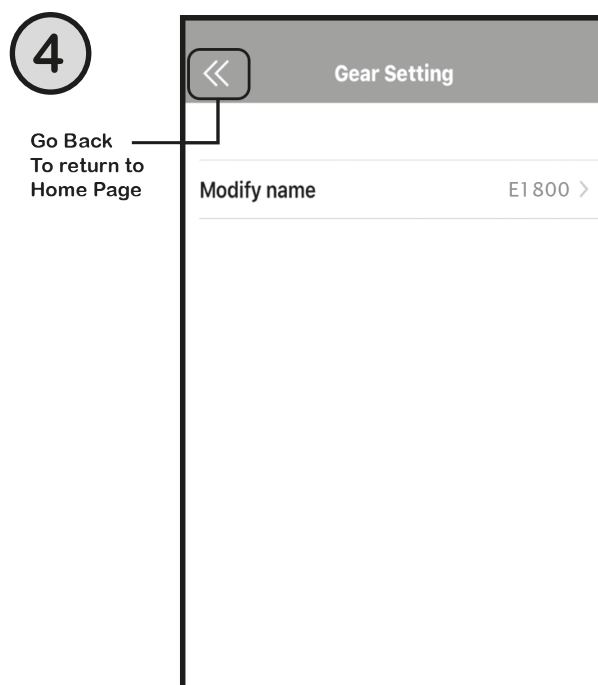 4
Gear Setting
Go Back
To return to
Home Page
Modify name E1800